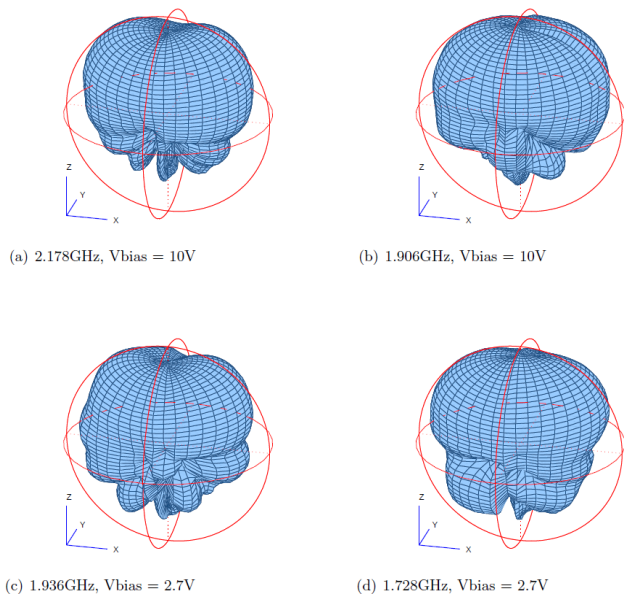 Z
Y
X
Z
Y
X
(a) 2.178GHz, Vbias = 10V
(b) 1.906GHz, Vbias = 10V
Z
Y
X
Z
Y
X
(c) 1.936GHz, Vbias = 2.7V
(d) 1.728GHz, Vbias = 2.7V